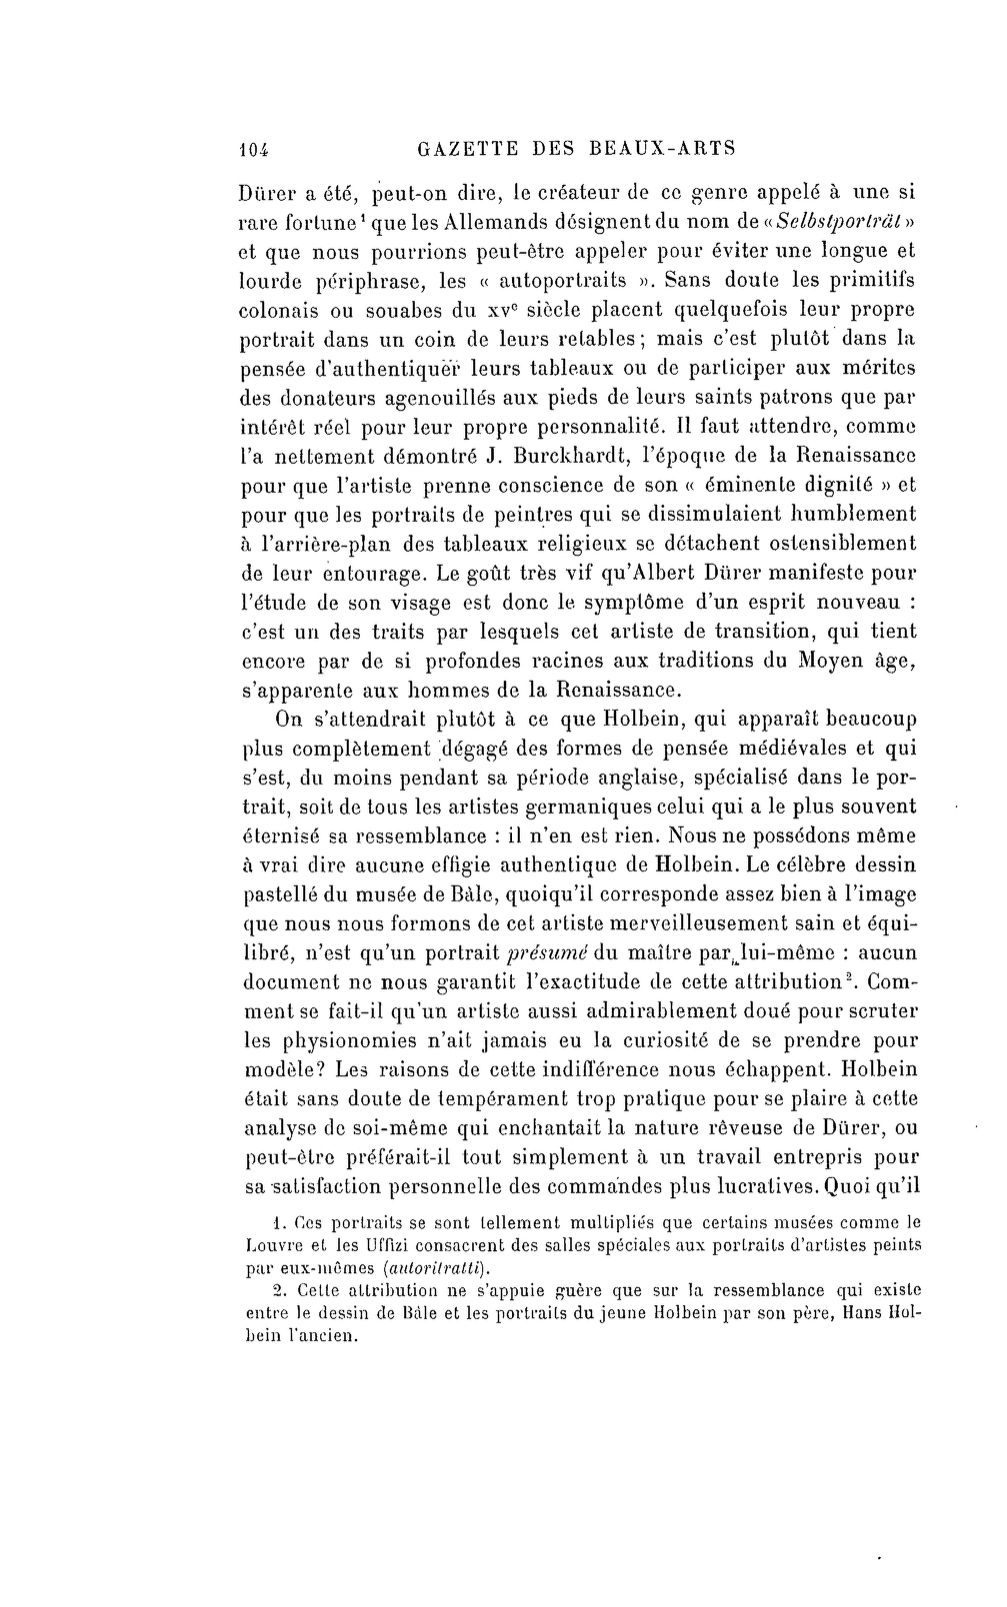 104 GAZETTE DES BEAUX-ARTS
Dürer a été, peut-on dire, le créateur de ce genre appelé à une si
rare fortune¹ que les Allemands désignent du nom de « Selbstporträt »
et que nous pourrions peut-être appeler pour éviter une longue et
lourde périphrase, les « autoportraits ». Sans doute les primitifs
colonais ou souabes du XVe siècle placent quelquefois leur propre
portrait dans un coin de leurs retables ; mais c'est plutôt dans la
pensée d'authentiquer leurs tableaux ou de participer aux mérites
des donateurs agenouillés aux pieds de leurs saints patrons que par
intérêt réel pour leur propre personnalité. Il faut attendre, comme
l'a nettement démontré J. Burckhardt, l'époque de la Renaissance
pour que l'artiste prenne conscience de son « éminente dignité » et
pour que les portraits de peintres qui se dissimulaient humblement
à l'arrière-plan des tableaux religieux se détachent ostensiblement
de leur entourage. Le goût très vif qu'Albert Dürer manifeste pour
l'étude de son visage est donc le symptôme d'un esprit nouveau :
c'est un des traits par lesquels cet artiste de transition, qui tient
encore par de si profondes racines aux traditions du Moyen âge,
s'apparente aux hommes de la Renaissance.
On s'attendrait plutôt à ce que Holbein, qui apparaît beaucoup
plus complètement dégagé des formes de pensée médiévales et qui
s'est, du moins pendant sa période anglaise, spécialisé dans le por-
trait, soit de tous les artistes germaniques celui qui a le plus souvent
éternisé sa ressemblance : il n'en est rien. Nous ne possédons même
à vrai dire aucune effigie authentique de Holbein. Le célèbre dessin
pastellé du musée de Bâle, quoiqu'il corresponde assez bien à l'image
que nous nous formons de cet artiste merveilleusement sain et équi-
libré, n'est qu'un portrait présumé du maître par lui-même : aucun
document ne nous garantit l'exactitude de cette attribution². Com-
ment se fait-il qu'un artiste aussi admirablement doué pour scruter
les physionomies n'ait jamais eu la curiosité de se prendre pour
modèle? Les raisons de cette indifférence nous échappent. Holbein
était sans doute de tempérament trop pratique pour se plaire à cette
analyse de soi-même qui enchantait la nature rêveuse de Dürer, ou
peut-être préférait-il tout simplement à un travail entrepris pour
sa satisfaction personnelle des commandes plus lucratives. Quoi qu'il
1. Ces portraits se sont tellement multipliés que certains musées comme le
Louvre et les Uffizi consacrent des salles spéciales aux portraits d'artistes peints
par eux-mêmes (autoritratti).
2. Cette attribution ne s'appuie guère que sur la ressemblance qui existe
entre le dessin de Bâle et les portraits du jeune Holbein par son père, Hans Hol-
bein l'ancien.